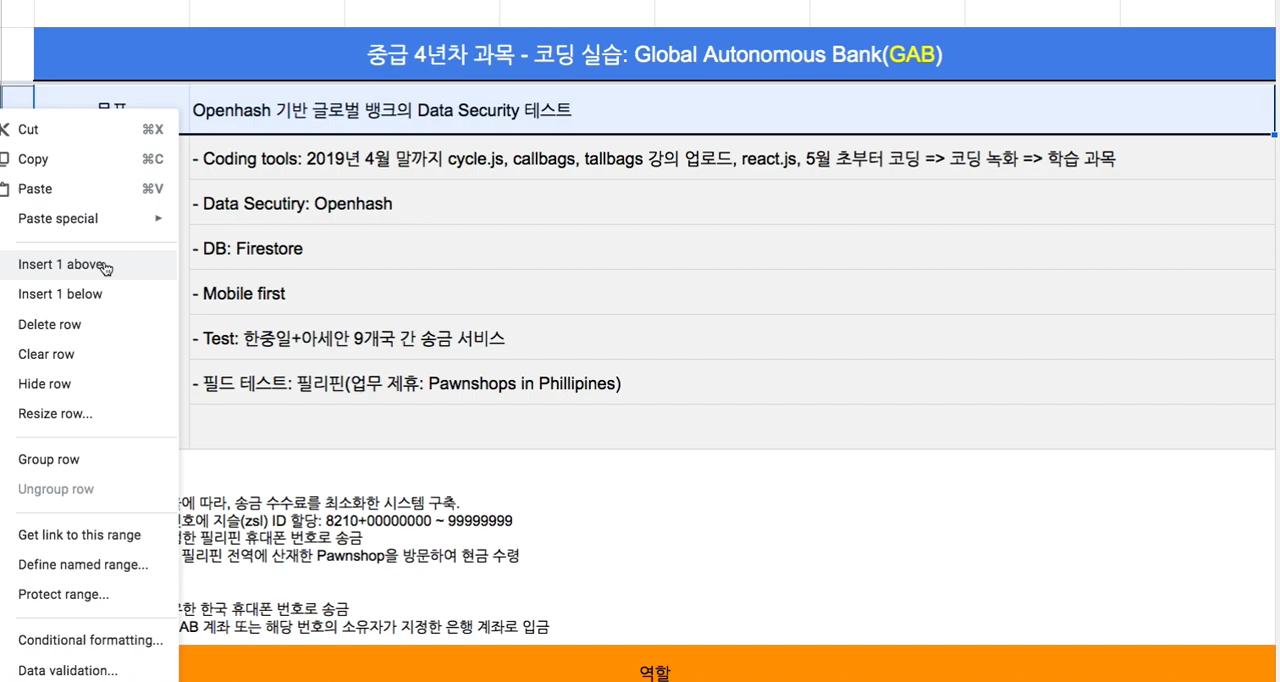 중급 4년차 과목 - 코딩 실습: Global Autonomous Bank(GAB)
Openhash 기반 글로벌 뱅크의 Data Security 테스트
- Coding tools: 2019년 4월 말까지 cycle.js, callbags, tallbags 강의 업로드, react.js, 5월 초부터 코딩 => 코딩 녹화 => 학습 과목
- Data Secutiry: Openhash
- DB: Firestore
- Mobile first
- Test: 한중일+아세안 9개국 간 송금 서비스
- 필드 테스트: 필리핀(업무 제휴: Pawnshops in Phillipines)
에 따라, 송금 수수료를 최소화한 시스템 구축.
호에 지슬(zsl) ID 할당: 8210+00000000 ~ 99999999
한 필리핀 휴대폰 번호로 송금
필리핀 전역에 산재한 Pawnshop을 방문하여 현금 수령
한 한국 휴대폰 번호로 송금
AB 계좌 또는 해당 번호의 소유자가 지정한 은행 계좌로 입금
역할
Cut ⌘X
Copy ⌘C
Paste ⌘V
Paste special
Insert 1 above
Insert 1 below
Delete row
Clear row
Hide row
Resize row...
Group row
Ungroup row
Get link to this range
Define named range...
Protect range...
Conditional formatting...
Data validation...